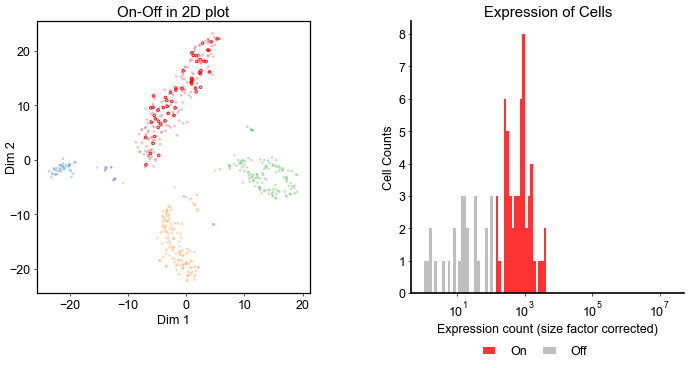 On-Off in 2D plot
Dim 2
20
10
0
−10
−20
−20 −10 0 10 20
Dim 1
Expression of Cells
Cell Counts
8
7
6
5
4
3
2
1
0
10^1 10^3 10^5 10^7
Expression count (size factor corrected)
On Off